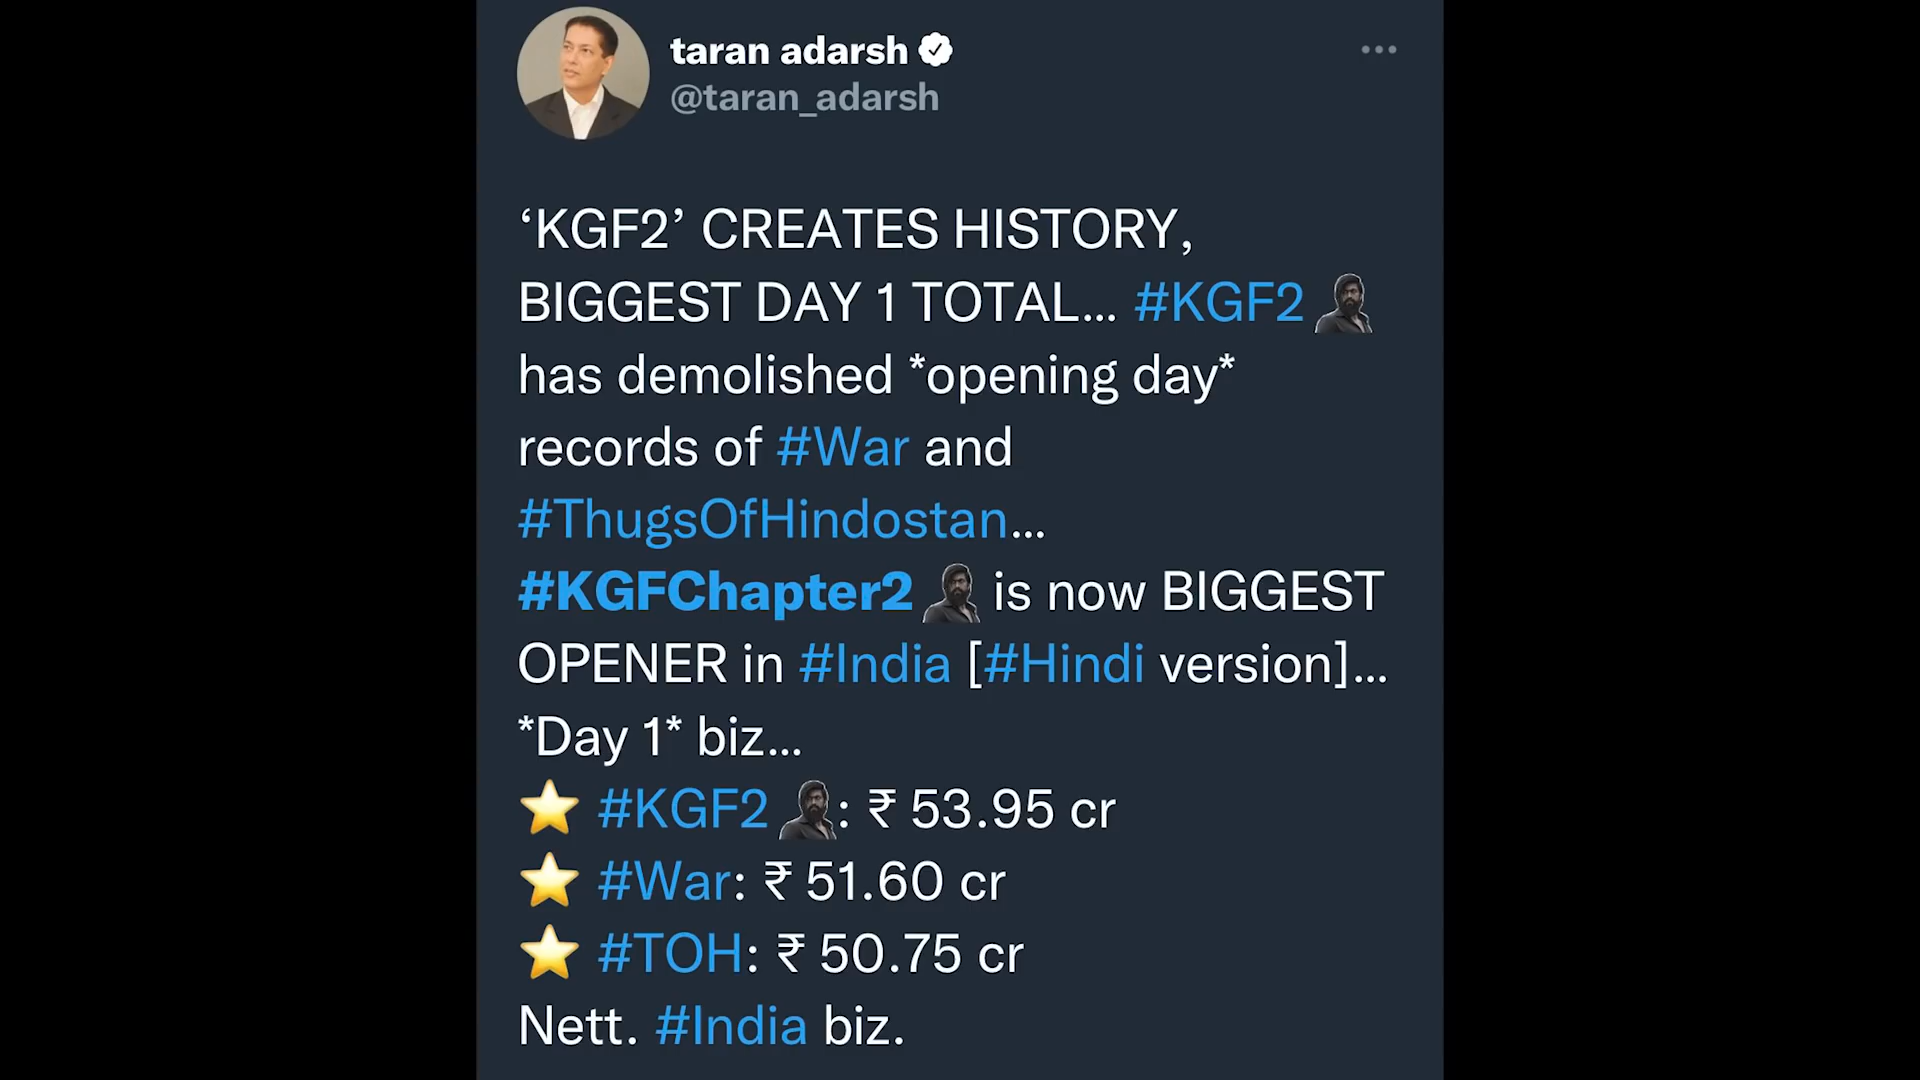 taran adarsh
@taran_adarsh
‘KGF2’ CREATES HISTORY,
BIGGEST DAY 1 TOTAL... #KGF2
has demolished *opening day*
records of #War and
#ThugsOfHindostan...
#KGFChapter2 is now BIGGEST
OPENER in #India [#Hindi version]...
*Day 1* biz...
⭐ #KGF2 : ₹ 53.95 cr
⭐ #War: ₹ 51.60 cr
⭐ #TOH: ₹ 50.75 cr
Nett. #India biz.